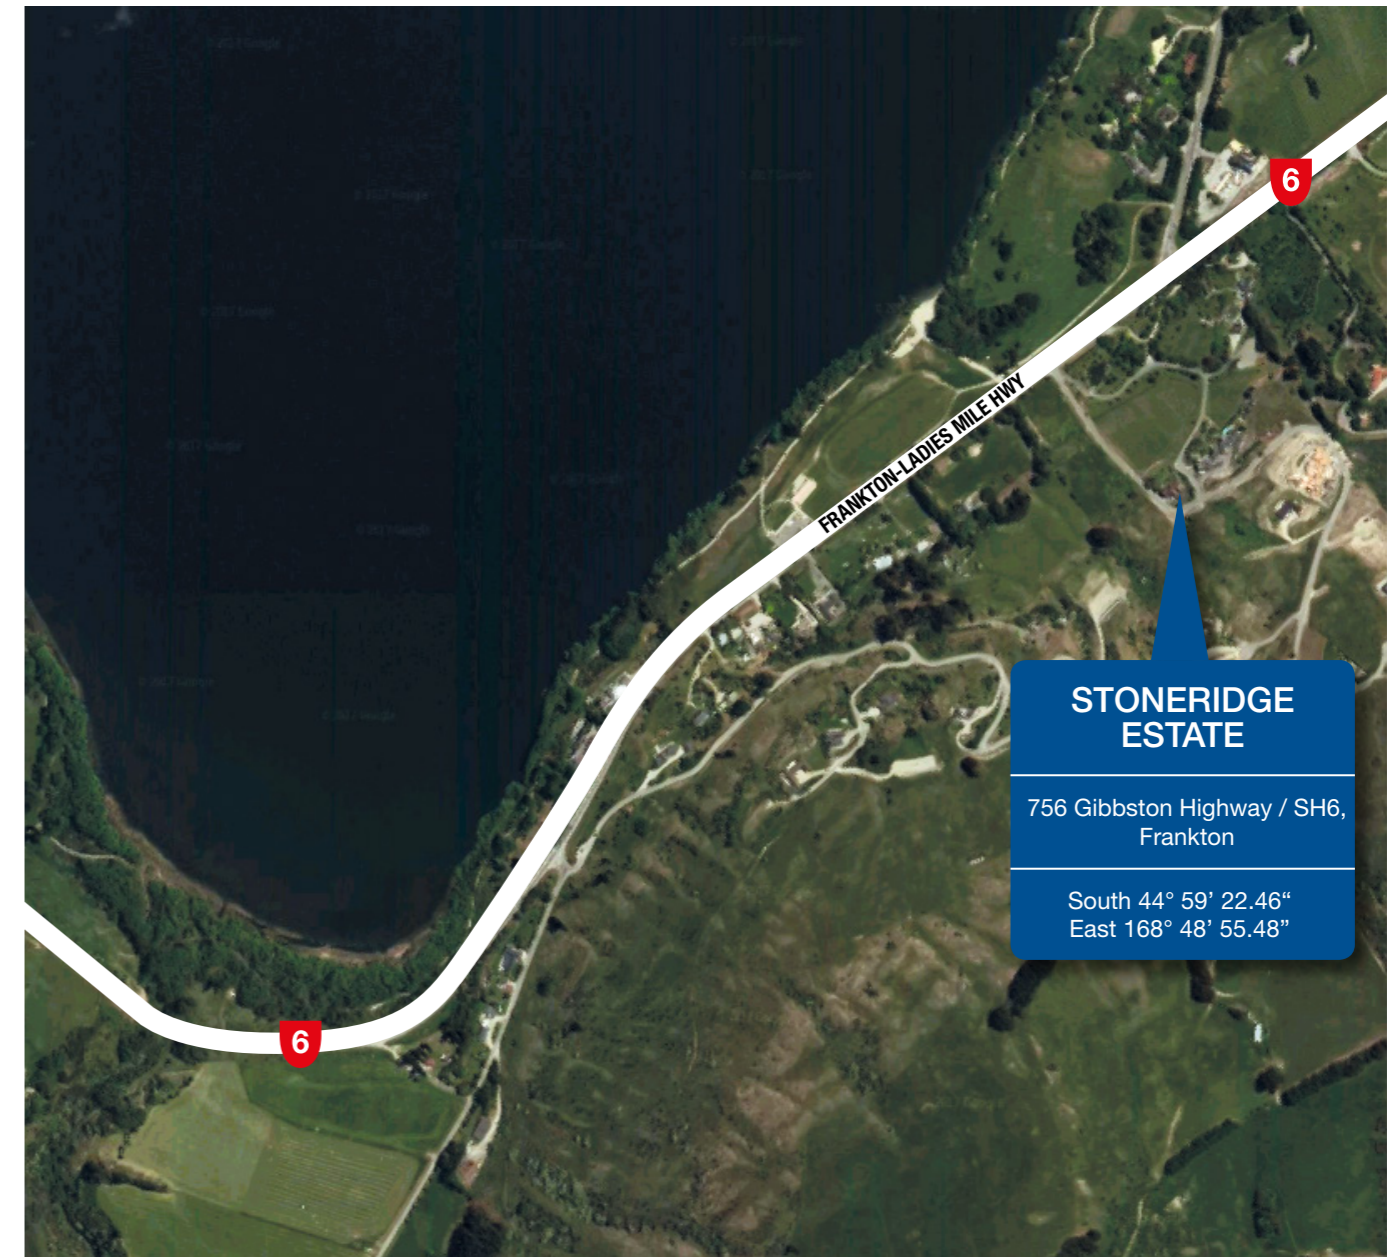 6
FRANKTON-LADIES MILE HWY
STONERIDGE
ESTATE
756 Gibbston Highway / SH6,
Frankton
South 44° 59’ 22.46“
East 168° 48’ 55.48”
6